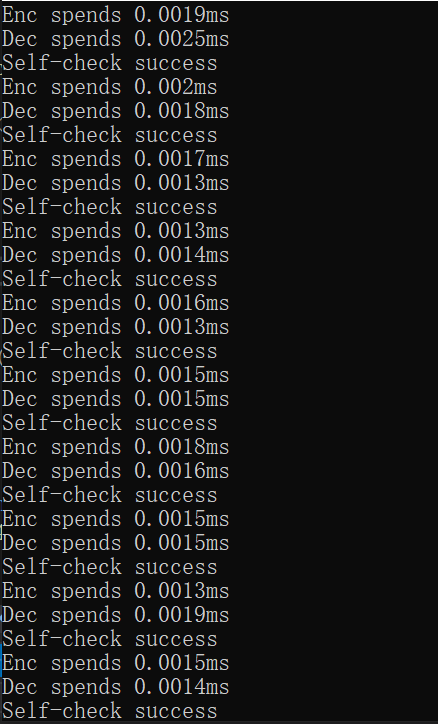 Enc spends 0.0019ms
Dec spends 0.0025ms
Self-check success
Enc spends 0.002ms
Dec spends 0.0018ms
Self-check success
Enc spends 0.0017ms
Dec spends 0.0013ms
Self-check success
Enc spends 0.0013ms
Dec spends 0.0014ms
Self-check success
Enc spends 0.0016ms
Dec spends 0.0013ms
Self-check success
Enc spends 0.0015ms
Dec spends 0.0015ms
Self-check success
Enc spends 0.0018ms
Dec spends 0.0016ms
Self-check success
Enc spends 0.0015ms
Dec spends 0.0015ms
Self-check success
Enc spends 0.0013ms
Dec spends 0.0019ms
Self-check success
Enc spends 0.0015ms
Dec spends 0.0014ms
Self-check success